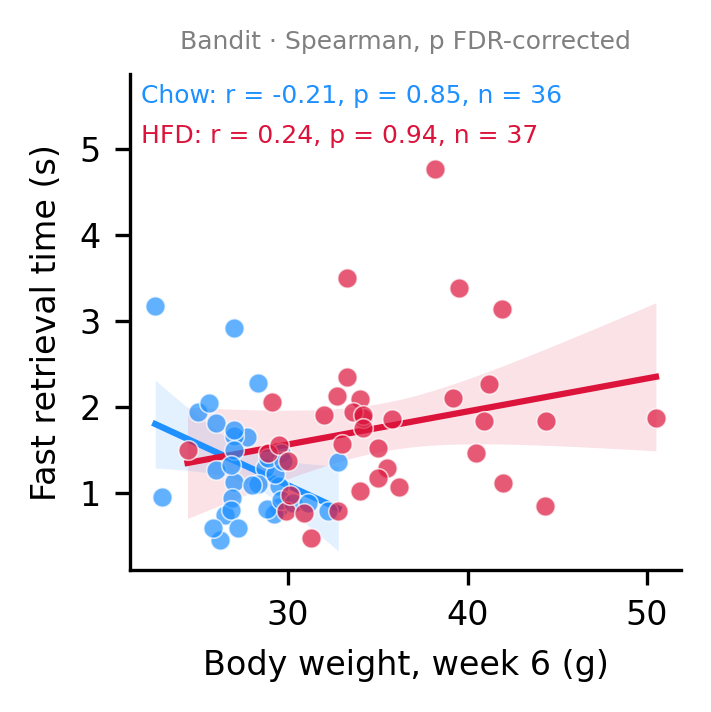 Bandit · Spearman, p FDR-corrected
Chow: r = -0.21, p = 0.85, n = 36
HFD: r = 0.24, p = 0.94, n = 37
5
4
3
2
1
Fast retrieval time (s)
30 40 50
Body weight, week 6 (g)